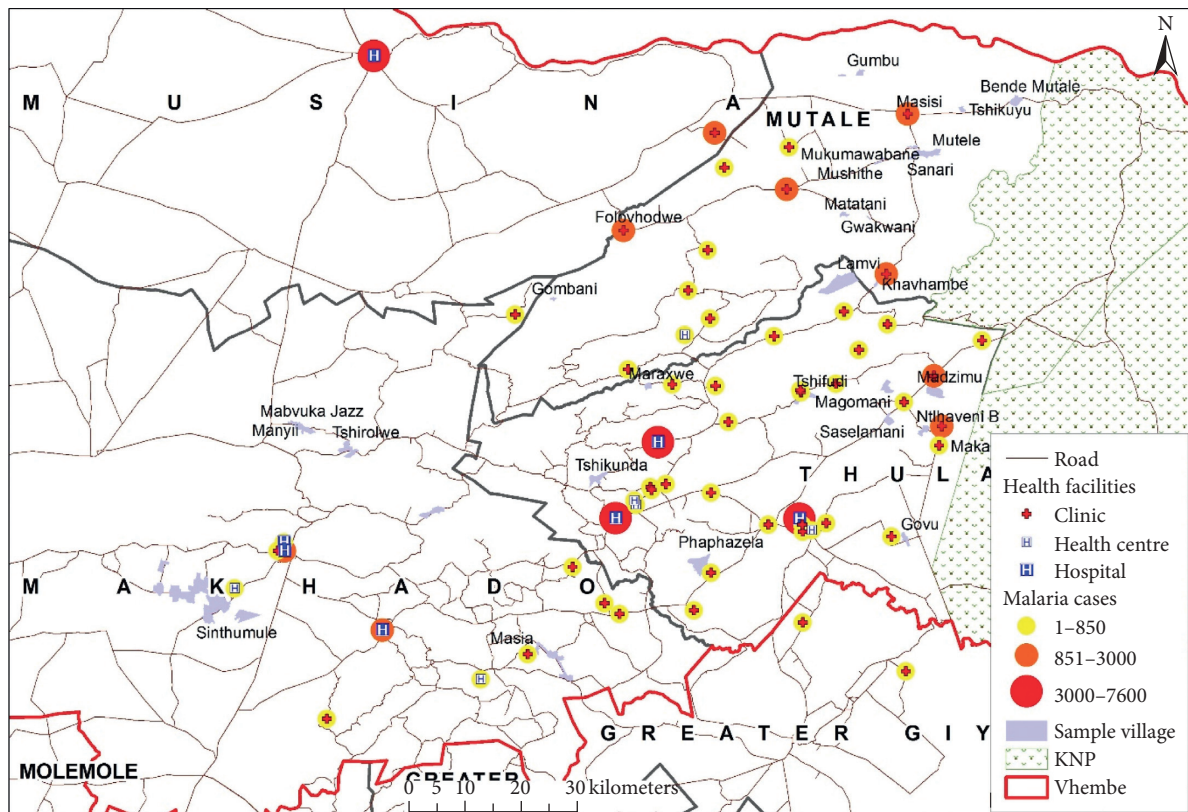 N
Gumbu
M U S I N A
Bende Mutale
Masisi
Tshikuyu
MUTALE
Mutele
Mukumawabane
Sanari
Mushithe
Matatani
Folovhodwe
Gwakwani
Lamvi
Khavhambe
Gombani
Maraxwe
Madzimu
Tshifudi
Magomani
Mabvuka Jazz
Manyii
Ntlhaveni B
Saselamani
Tshirolwe
Maka
Tshikunda
T H U L A
Govu
Phaphazela
M A K H A D O
Sinthumule
Masia
G R E A T E R G I Y
MOLEMOLE
GREATER
0 5 10 20 30 kilometers
Road
Health facilities
Clinic
H Health centre
H Hospital
Malaria cases
1–850
851–3000
3000–7600
Sample village
KNP
Vhembe